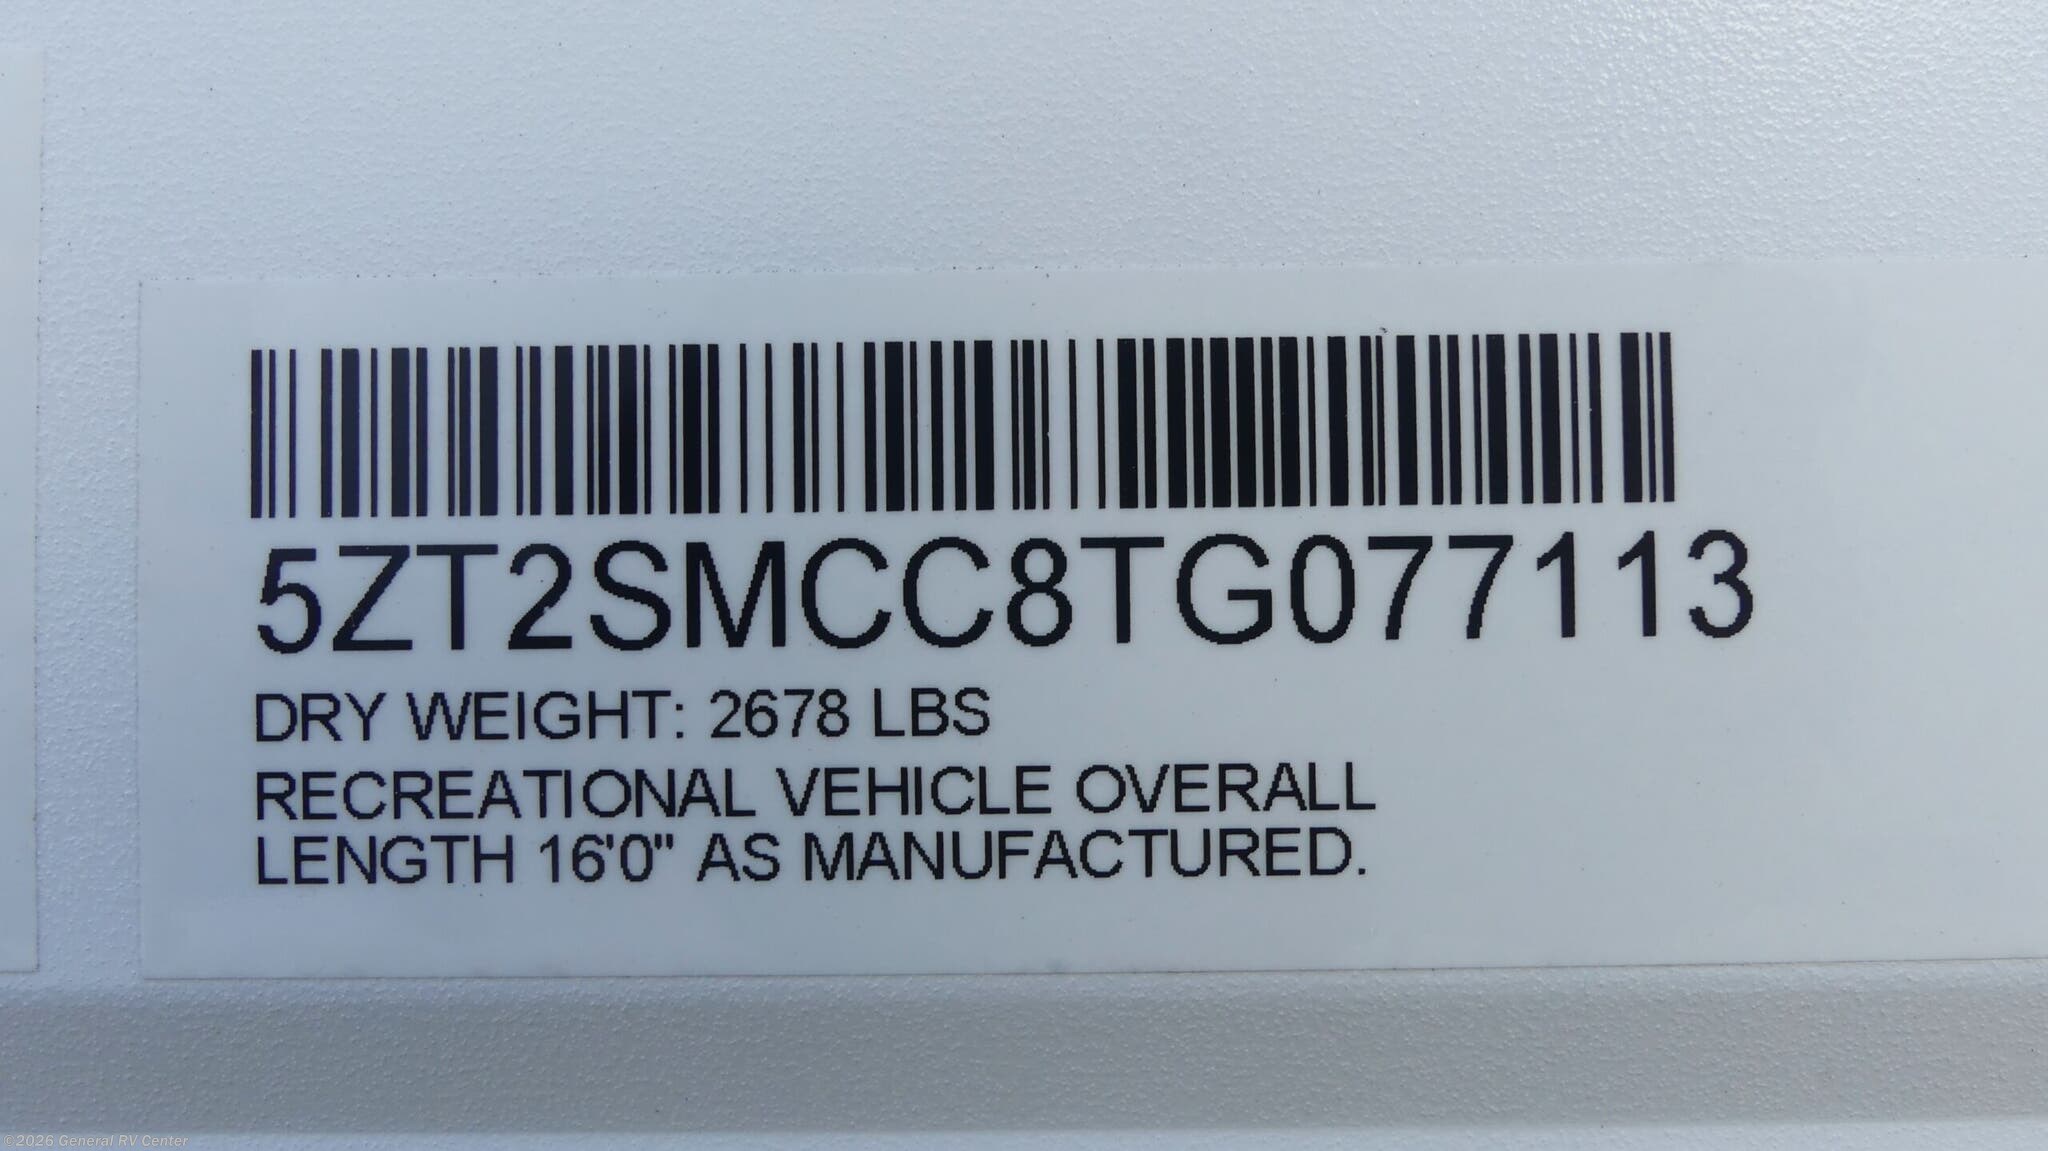 5ZT2SMCC8TG077113
DRY WEIGHT: 2678 LBS
RECREATIONAL VEHICLE OVERALL
LENGTH 16'0" AS MANUFACTURED.
©2026 General RV Center